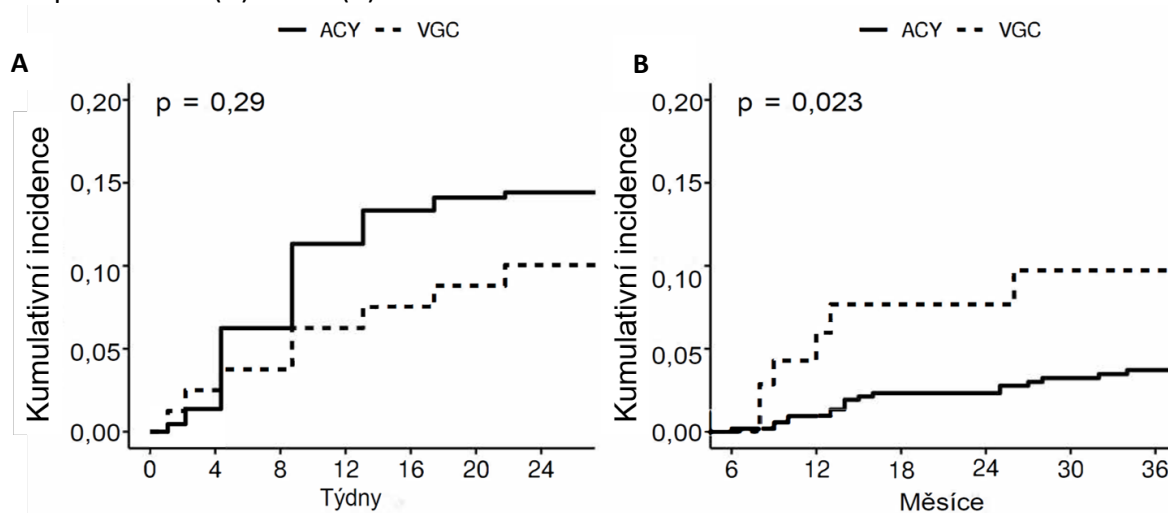 ACY VGC
A
p = 0,29
0,20
0,15
0,10
0,05
0,00
Kumulativní incidence
0 4 8 12 16 20 24
Týdny
ACY VGC
B
p = 0,023
0,20
0,15
0,10
0,05
0,00
Kumulativní incidence
6 12 18 24 30 36
Měsíce